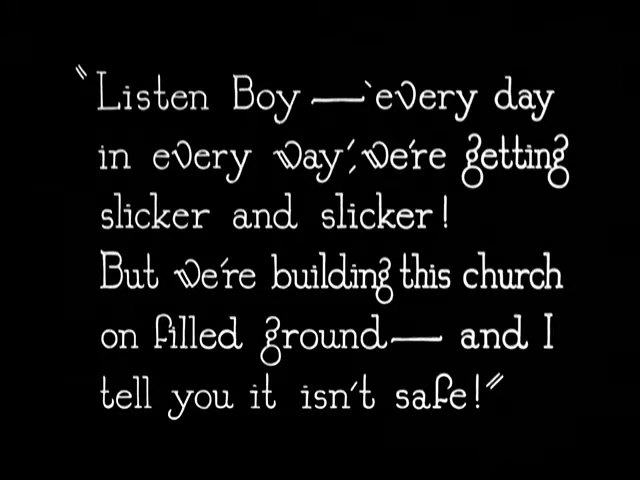 "Listen Boy — 'every day
in every way', we're getting
slicker and slicker!
But we're building this church
on filled ground — and I
tell you it isn't safe!"